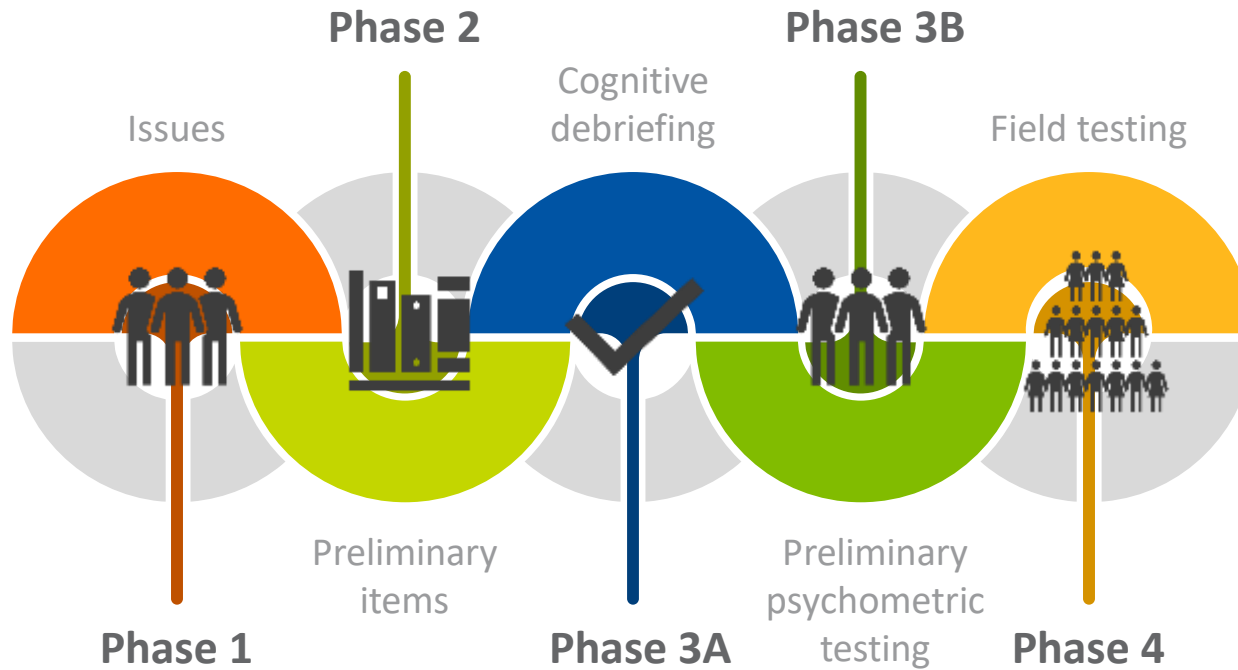 Phase 2
Phase 3B
Issues
Cognitive
debriefing
Field testing
Preliminary
items
Preliminary
psychometric
testing
Phase 1
Phase 3A
Phase 4